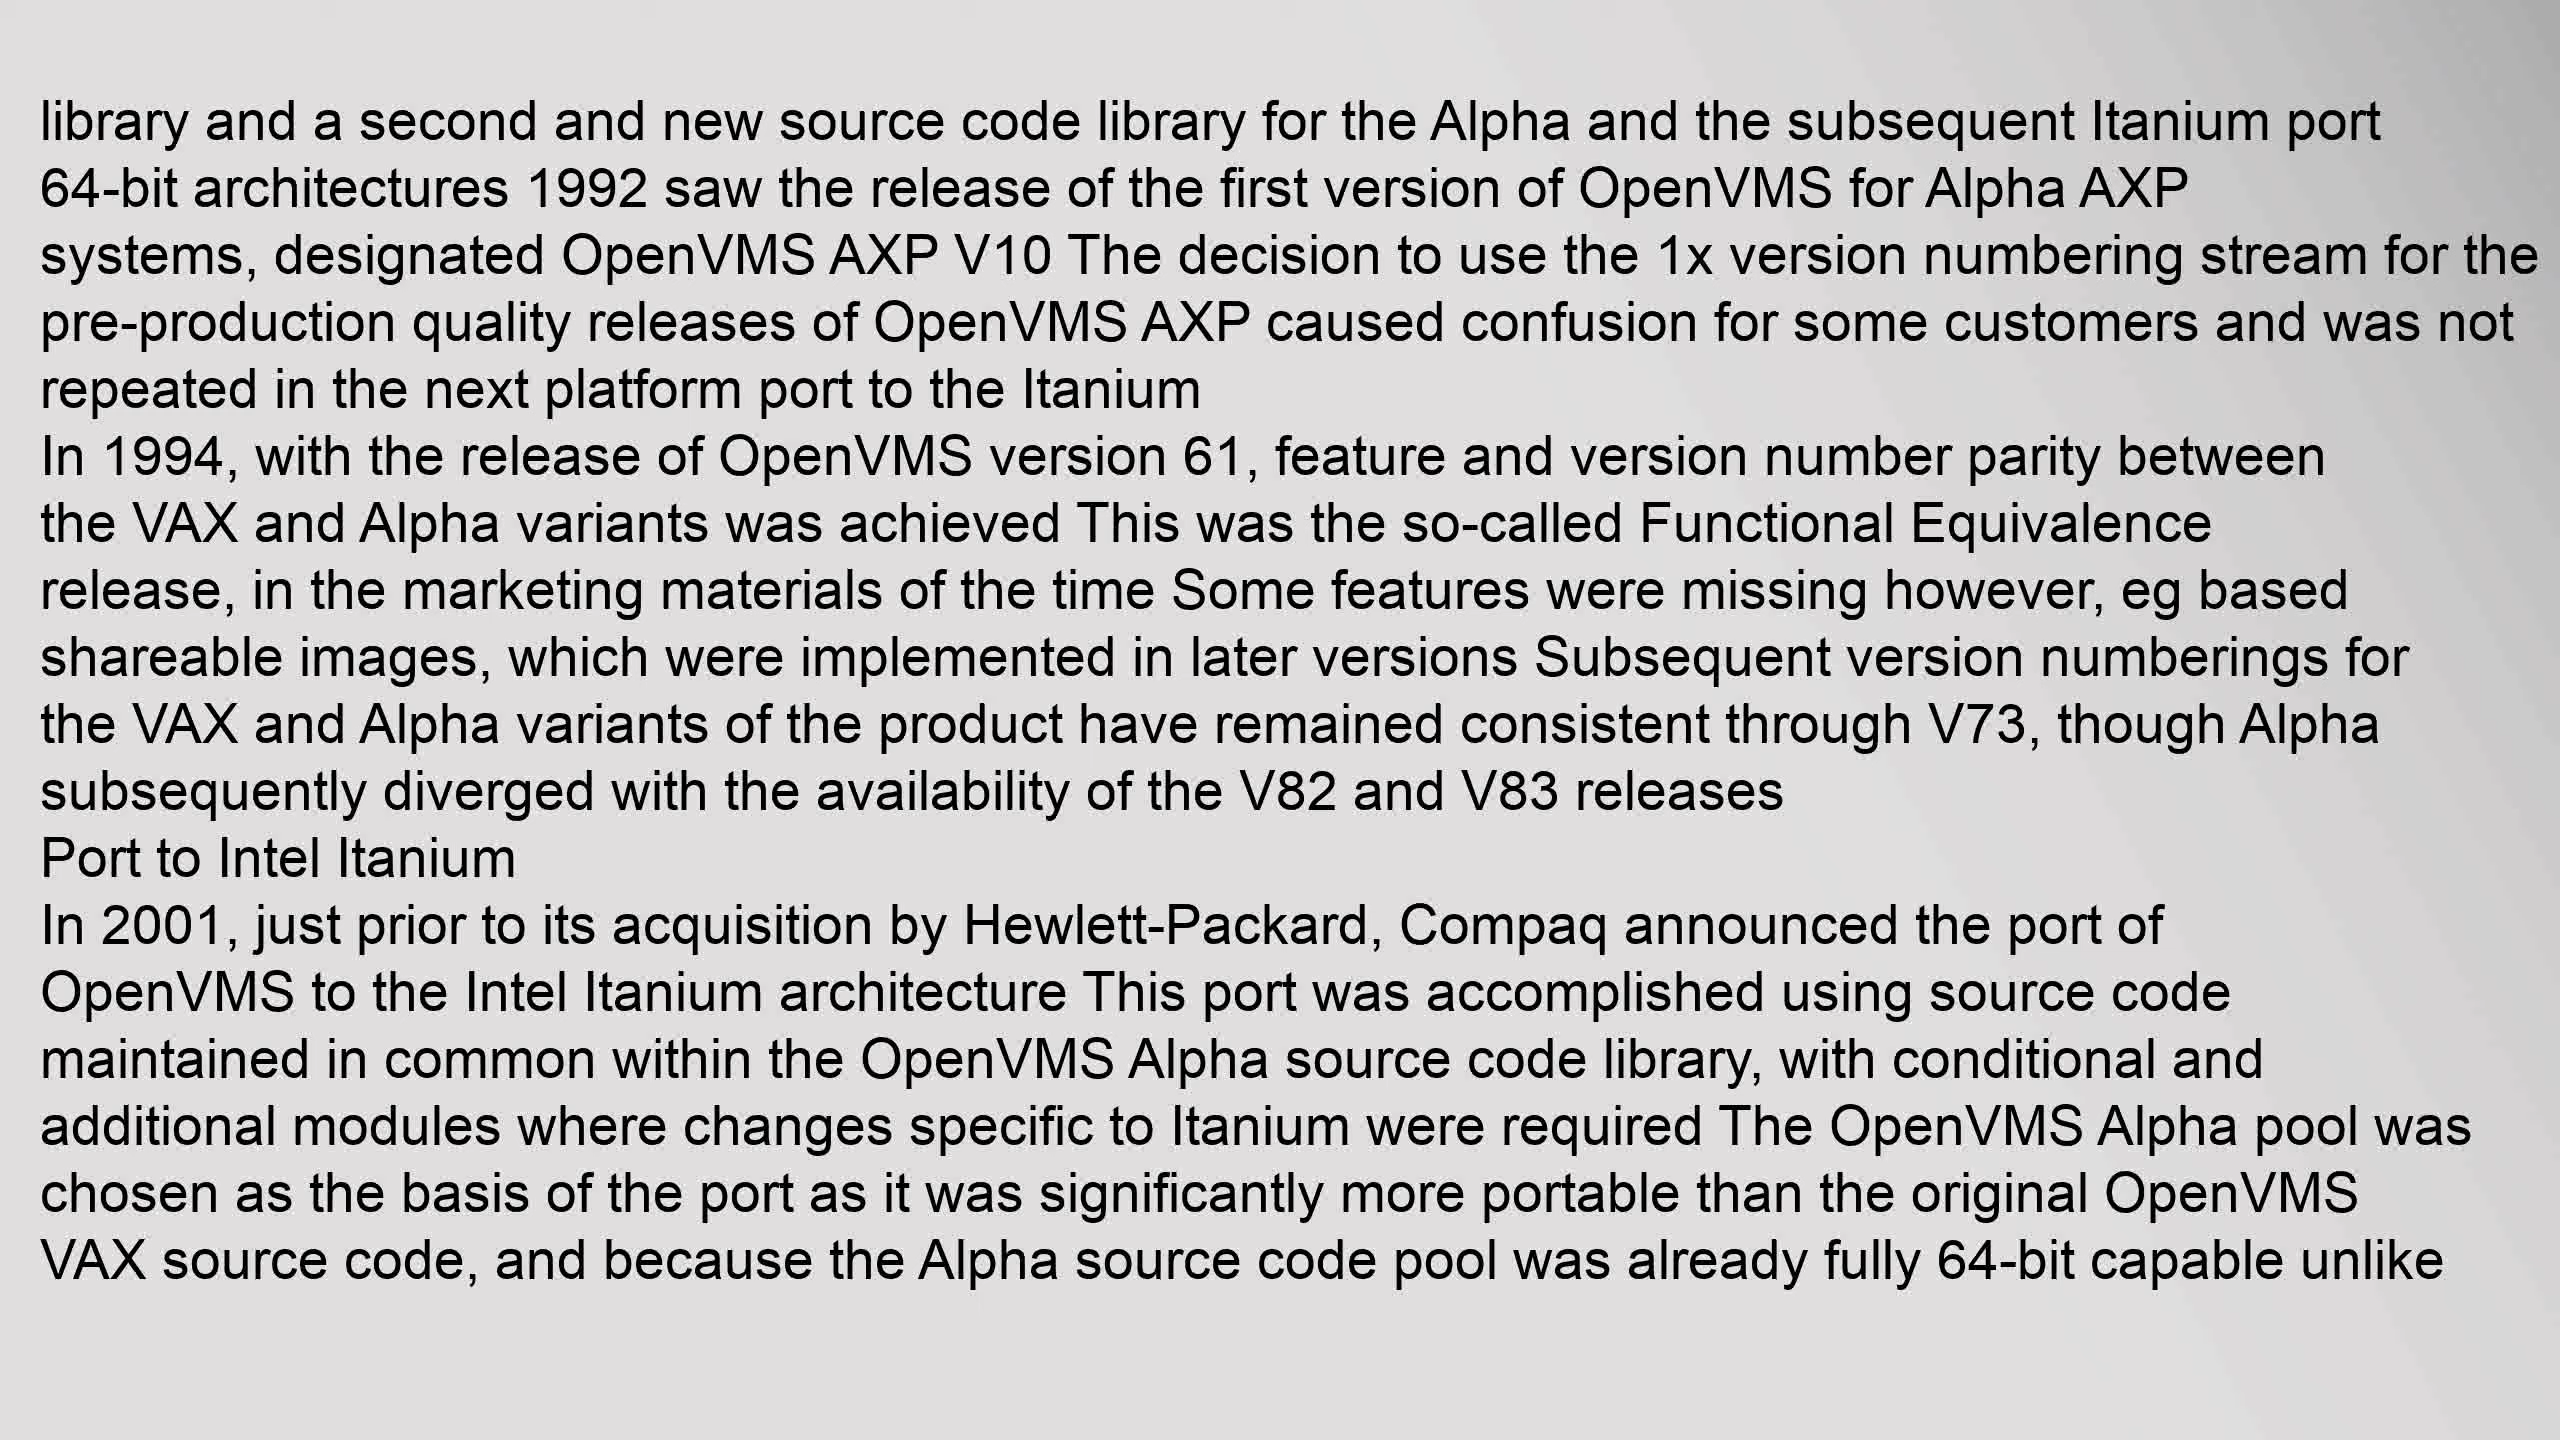 library and a second and new source code library for the Alpha and the subsequent Itanium port
64-bit architectures 1992 saw the release of the first version of OpenVMS for Alpha AXP
systems, designated OpenVMS AXP V10 The decision to use the 1x version numbering stream for the
pre-production quality releases of OpenVMS AXP caused confusion for some customers and was not
repeated in the next platform port to the Itanium
In 1994, with the release of OpenVMS version 61, feature and version number parity between
the VAX and Alpha variants was achieved This was the so-called Functional Equivalence
release, in the marketing materials of the time Some features were missing however, eg based
shareable images, which were implemented in later versions Subsequent version numberings for
the VAX and Alpha variants of the product have remained consistent through V73, though Alpha
subsequently diverged with the availability of the V82 and V83 releases
Port to Intel Itanium
In 2001, just prior to its acquisition by Hewlett-Packard, Compaq announced the port of
OpenVMS to the Intel Itanium architecture This port was accomplished using source code
maintained in common within the OpenVMS Alpha source code library, with conditional and
additional modules where changes specific to Itanium were required The OpenVMS Alpha pool was
chosen as the basis of the port as it was significantly more portable than the original OpenVMS
VAX source code, and because the Alpha source code pool was already fully 64-bit capable unlike